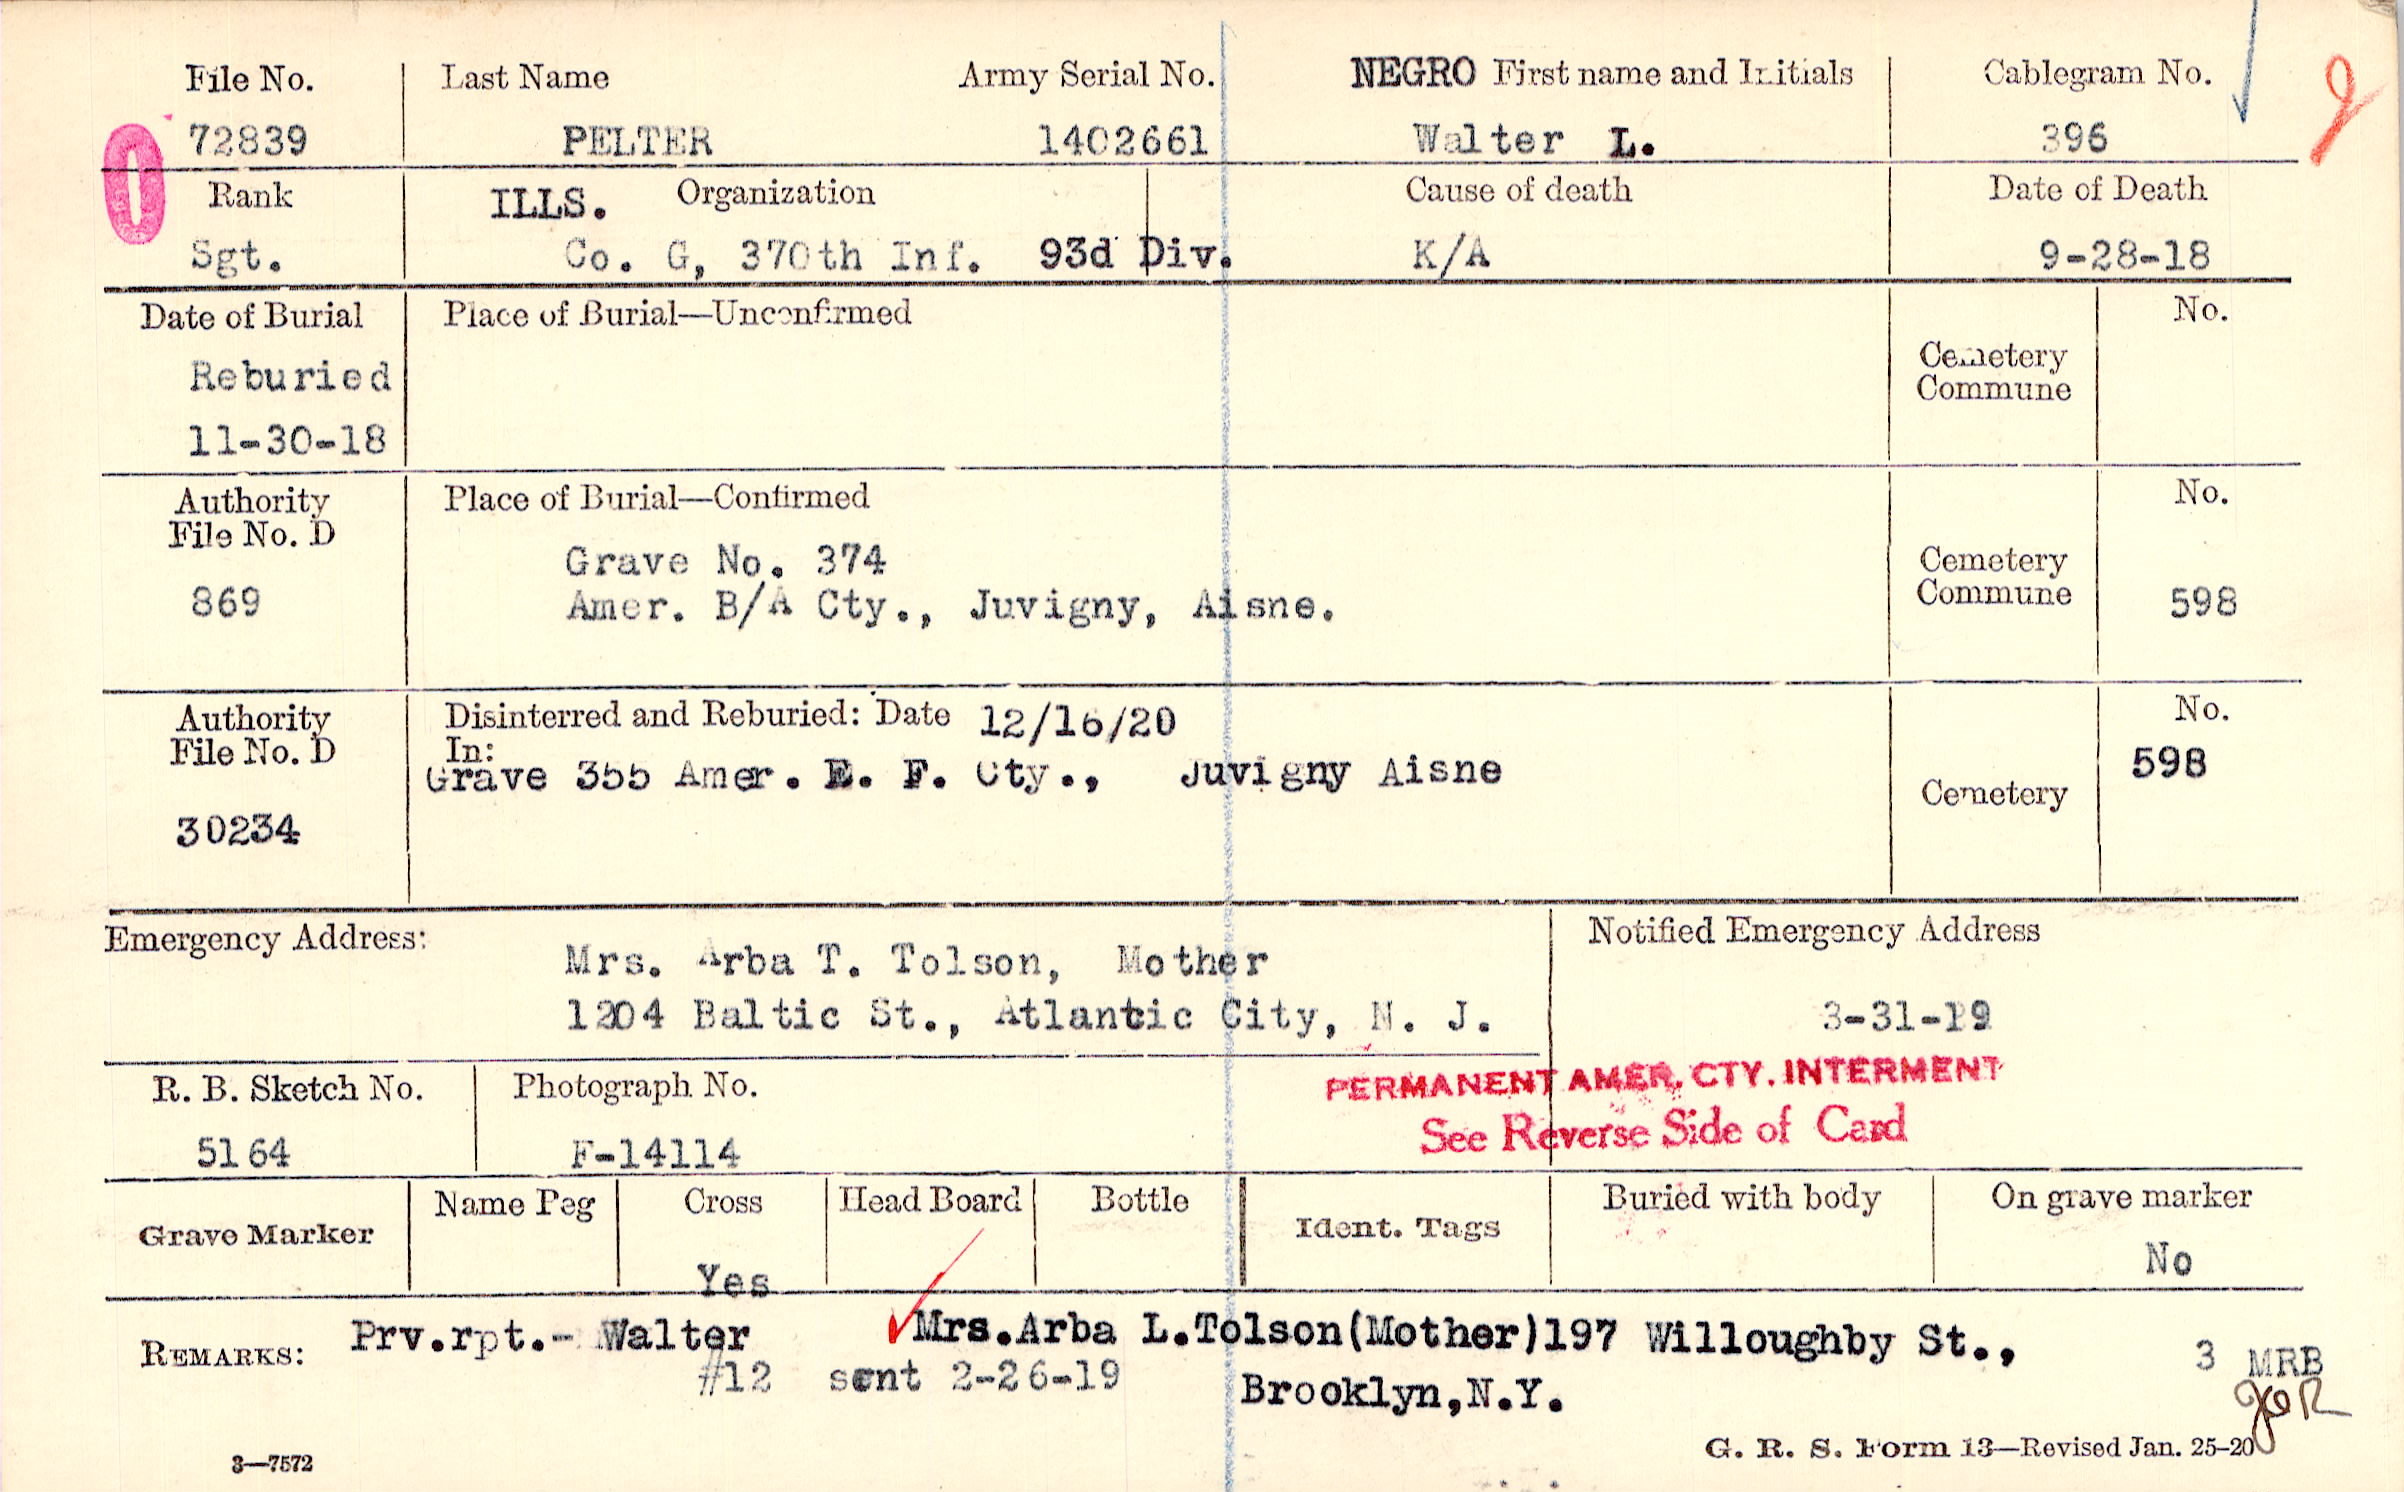 File No. Last Name Army Serial No. NEGRO First name and Initials Cablegram No.
72839 PELTER 1402661 Walter L. 396
Rank ILLS. Organization Cause of death Date of Death
Sgt. Co. G, 370th Inf. 93d Div. K/A 9-28-18
Date of Burial Place of Burial—Unconfirmed No.
Reburied
11-30-18
Cemetery
Commune
Authority Place of Burial—Confirmed No.
File No. D
869
Grave No. 374
Amer. B/A Cty., Juvigny, Aisne.
Cemetery
Commune 598
Authority Disinterred and Reburied: Date 12/16/20 No.
File No. D In:
Grave 355 Amer. E. F. Cty., Juvigny Aisne 598
Cemetery
30234
Emergency Address: Notified Emergency Address
Mrs. Arba T. Tolson, Mother
1204 Baltic St., Atlantic City, N. J. 3-31-19
PERMANENT AMER. CTY. INTERMENT
See Reverse Side of Card
R. B. Sketch No. Photograph No.
5164 F-14114
Grave Marker Name Peg Cross Head Board Bottle Ident. Tags Buried with body On grave marker
Yes No
REMARKS: Prv.rpt.- Walter Mrs.Arba L.Tolson(Mother)197 Willoughby St.,
#12 sent 2-26-19 Brooklyn,N.Y. 3 MRB
3—7572 G. R. S. Form 13—Revised Jan. 25-20